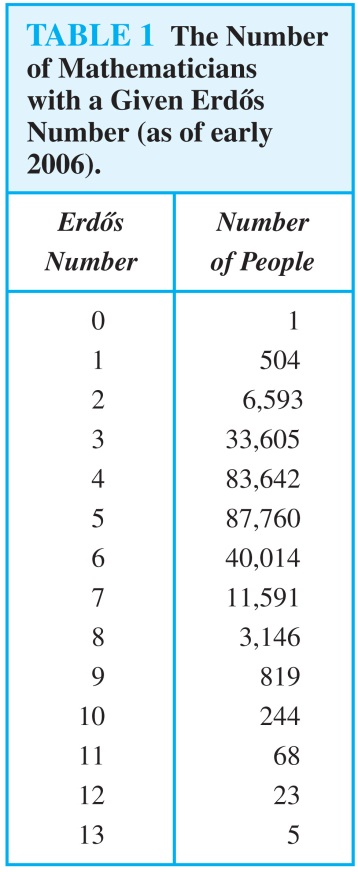 TABLE 1 The Number
of Mathematicians
with a Given Erdős
Number (as of early
2006).
Erdős Number of
Number of People
0 1
1 504
2 6,593
3 33,605
4 83,642
5 87,760
6 40,014
7 11,591
8 3,146
9 819
10 244
11 68
12 23
13 5